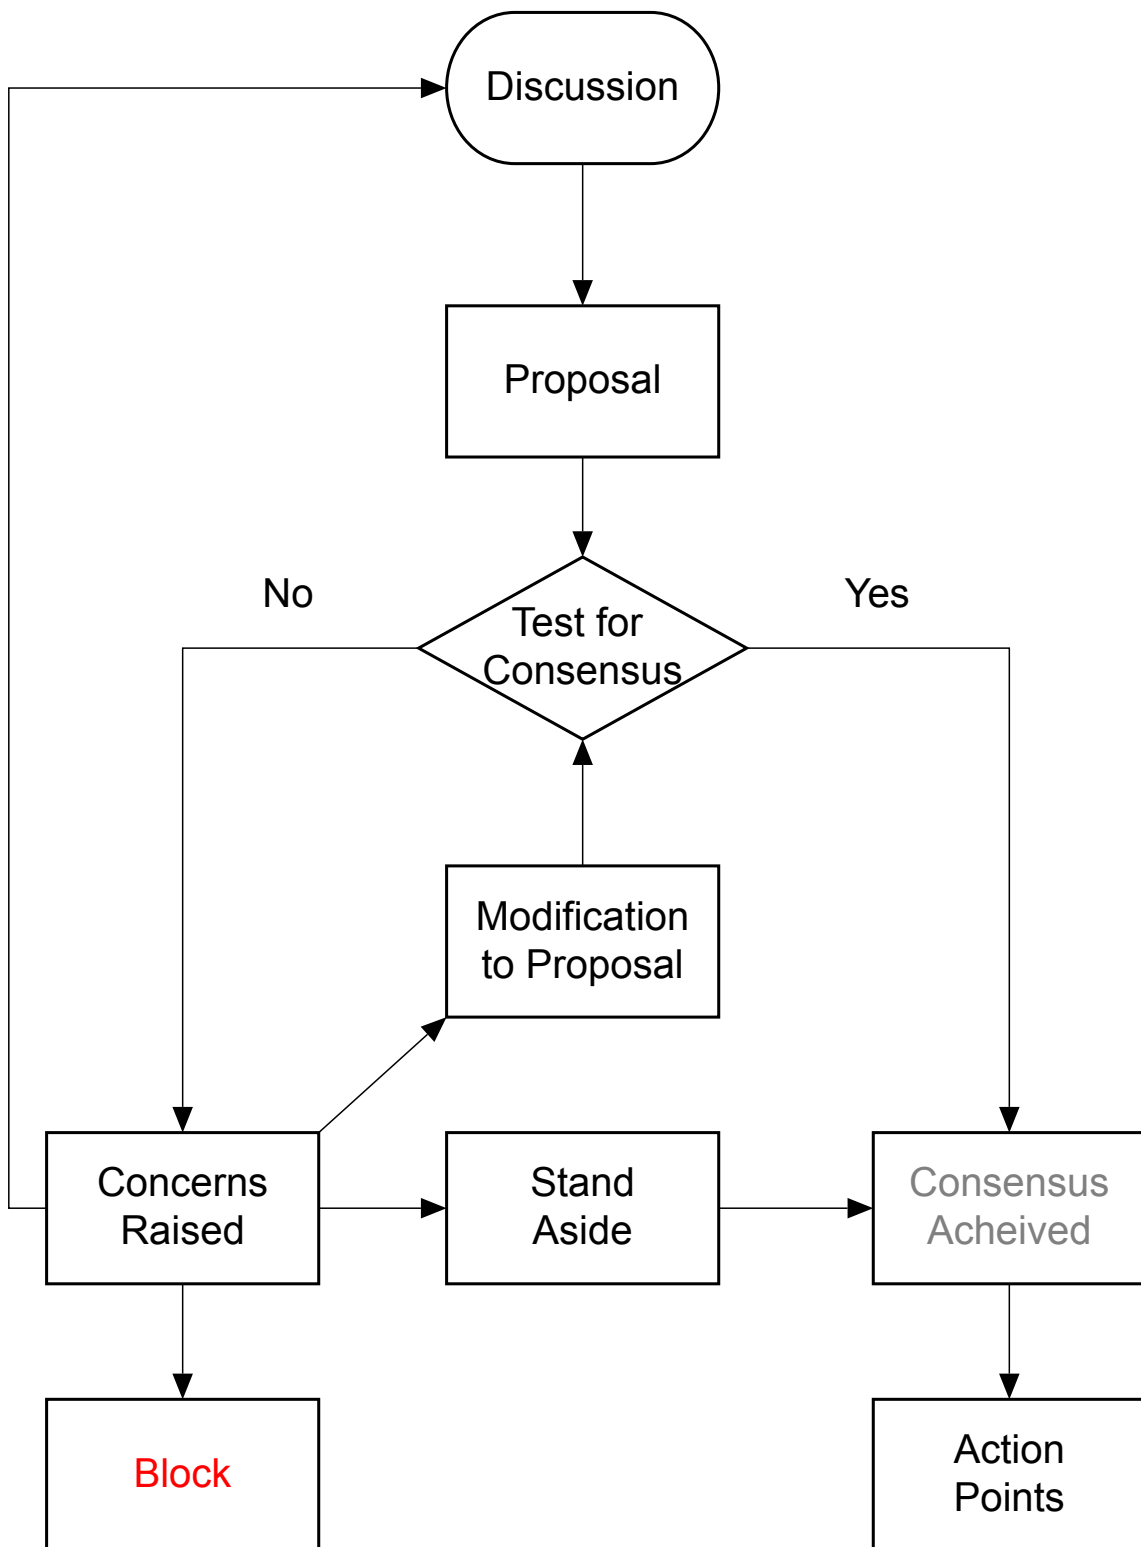 Discussion
Proposal
No
Yes
Test for
Consensus
Modification
to Proposal
Concerns
Raised
Stand
Aside
Consensus
Acheived
Block
Action
Points